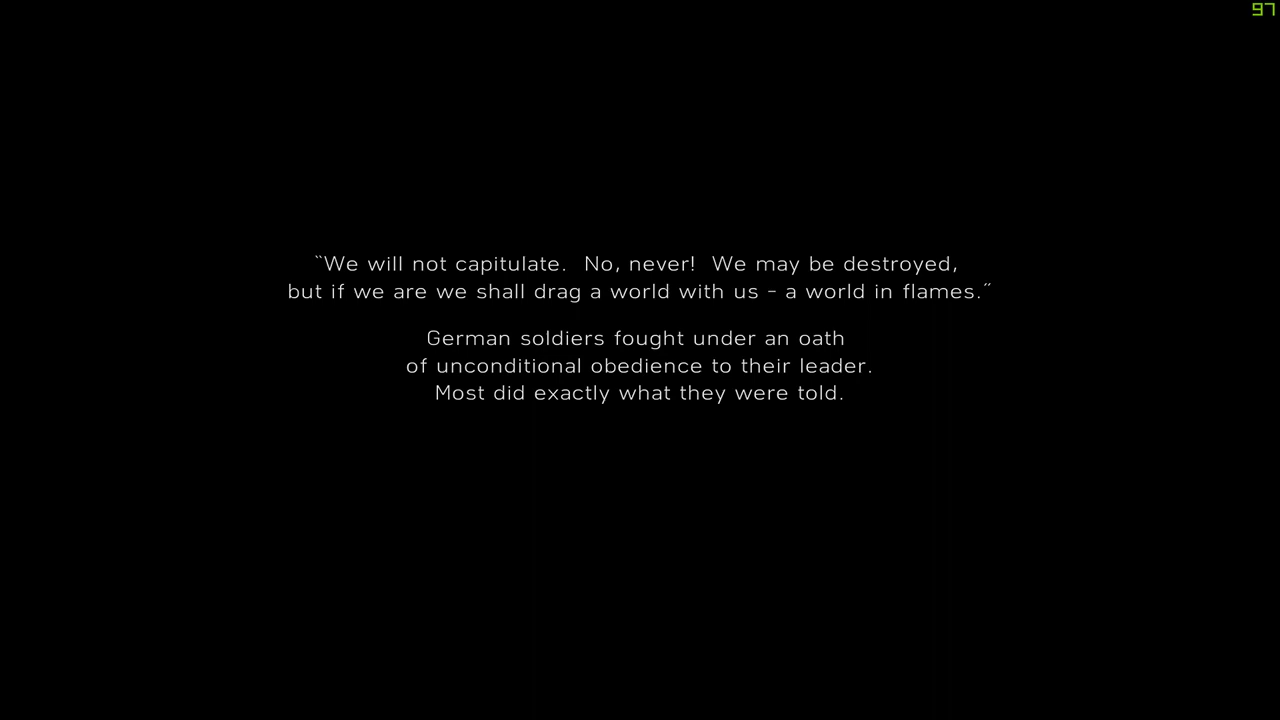 97
“We will not capitulate.  No, never!  We may be destroyed,
but if we are we shall drag a world with us - a world in flames.”
German soldiers fought under an oath
of unconditional obedience to their leader.
Most did exactly what they were told.